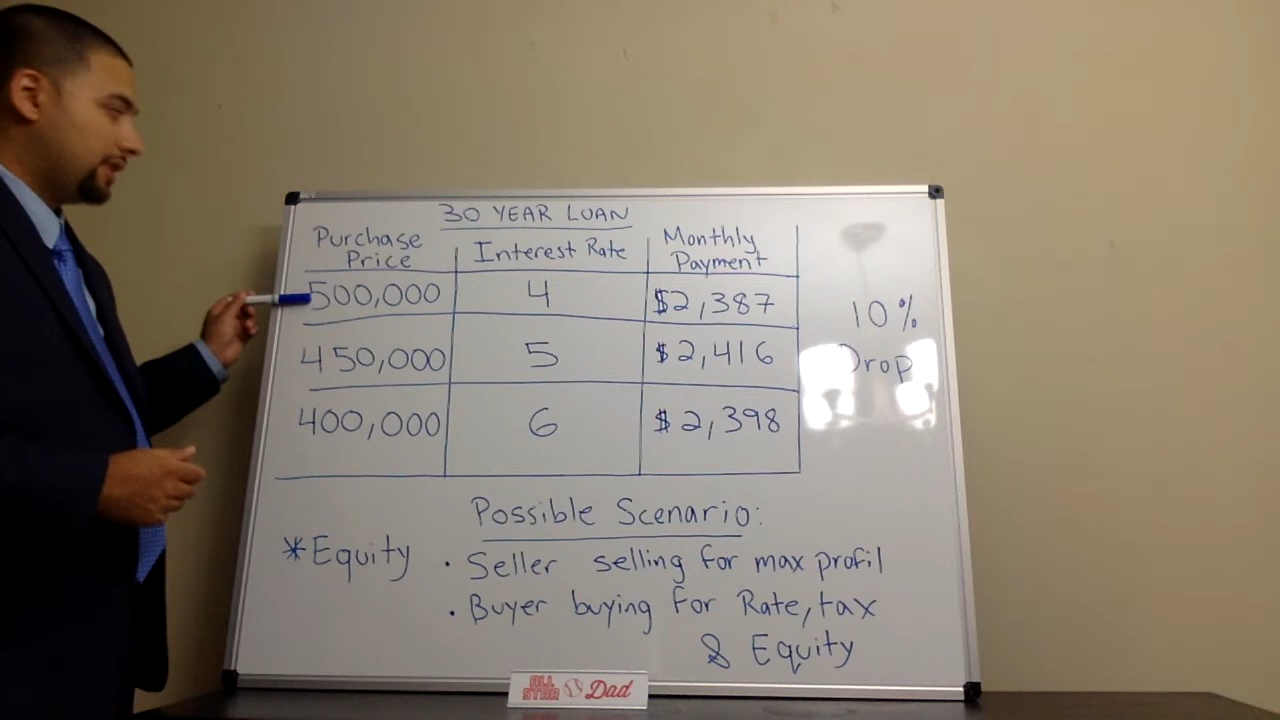 30 YEAR LOAN
Purchase Price | Interest Rate | Monthly Payment
500,000 | 4 | $2,387
450,000 | 5 | $2,416
400,000 | 6 | $2,398
10%
Drop
Possible Scenario:
*Equity
· Seller selling for max profil
· Buyer buying for Rate, tax
& Equity
ALL STAR Dad